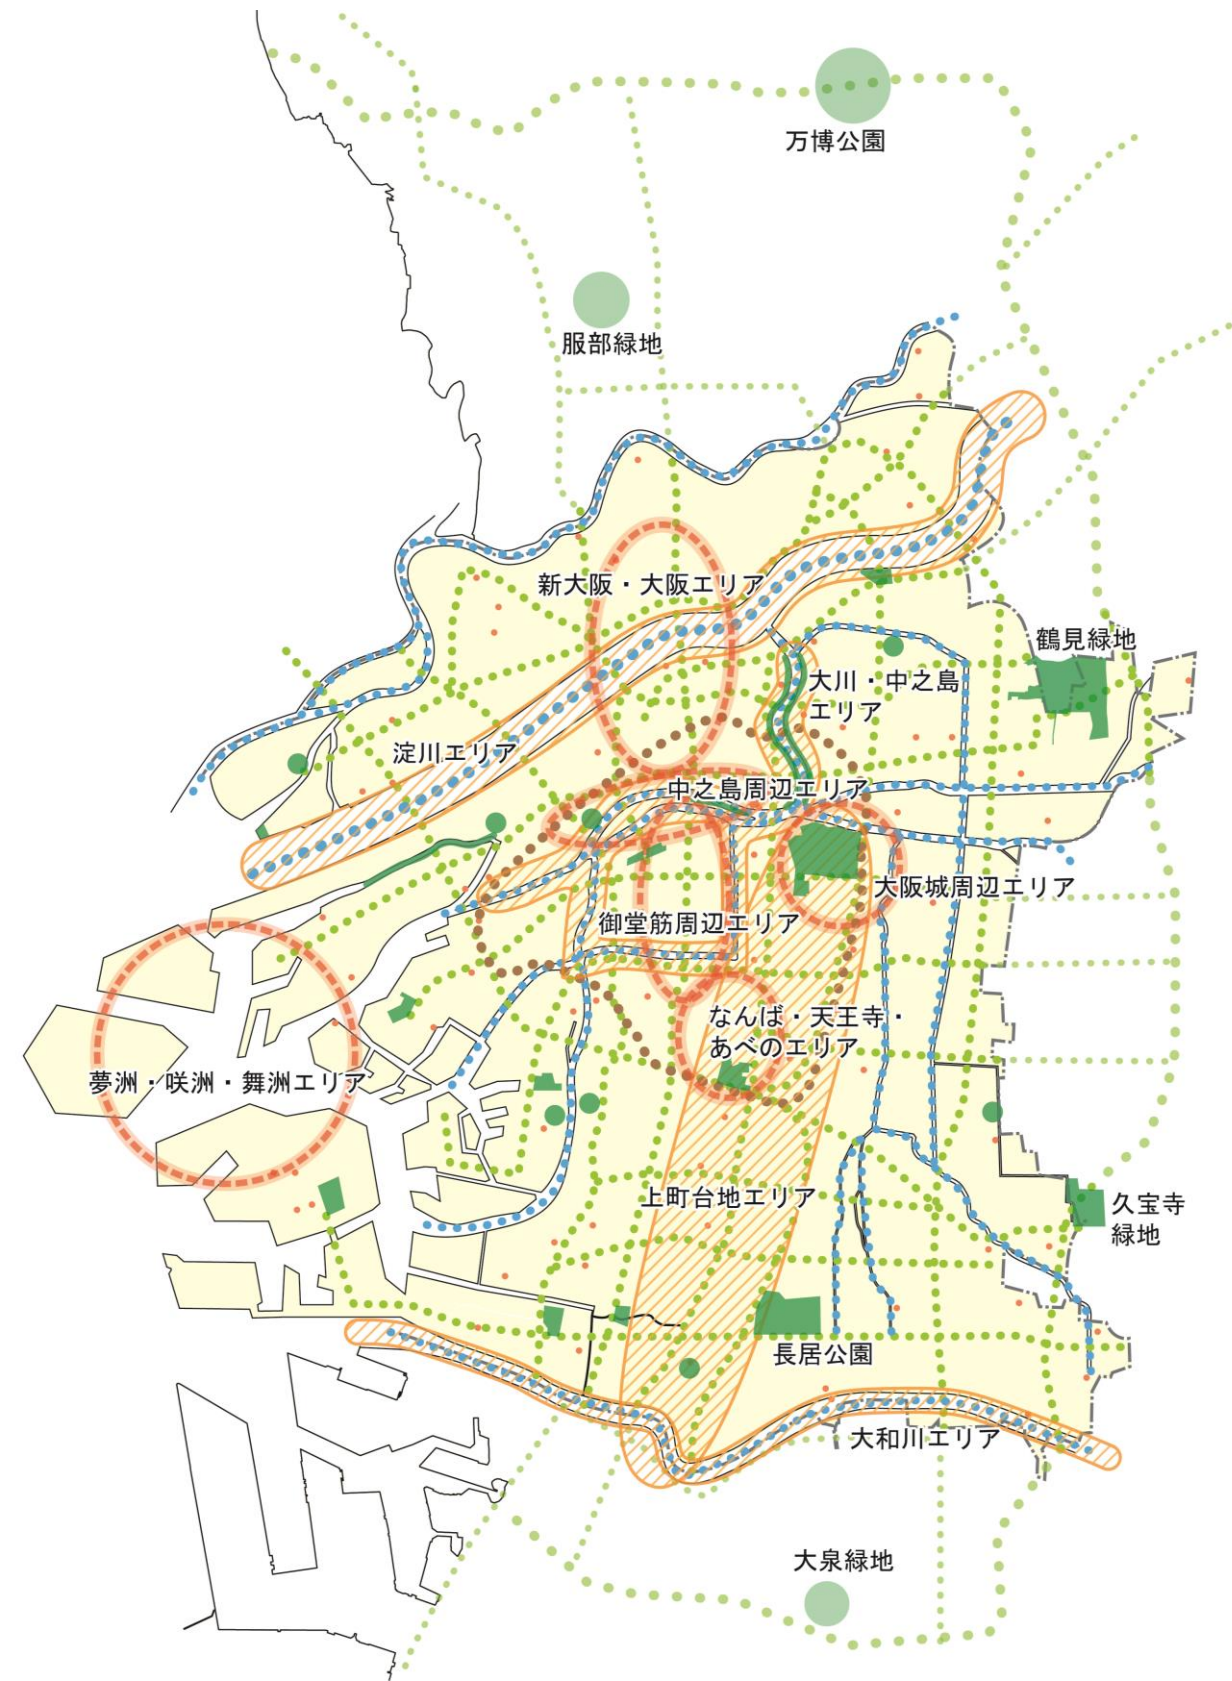 万博公園
服部緑地
新大阪・大阪エリア
鶴見緑地
大川・中之島
エリア
淀川エリア
中之島周辺エリア
大阪城周辺エリア
御堂筋周辺エリア
なんば・天王寺・
あべのエリア
夢洲・咲洲・舞洲エリア
上町台地エリア
久宝寺
緑地
長居公園
大和川エリア
大泉緑地